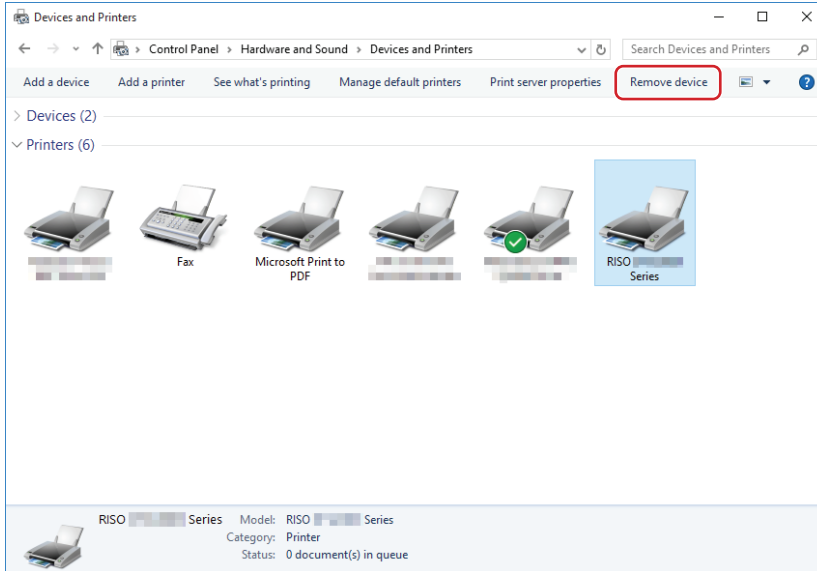 Devices and Printers
Control Panel > Hardware and Sound > Devices and Printers
Search Devices and Printers
Add a device Add a printer See what's printing Manage default printers Print server properties Remove device
Devices (2)
Printers (6)
Fax
Microsoft Print to
PDF
RISO
Series
RISO Series Model: RISO Series
Category: Printer
Status: 0 document(s) in queue